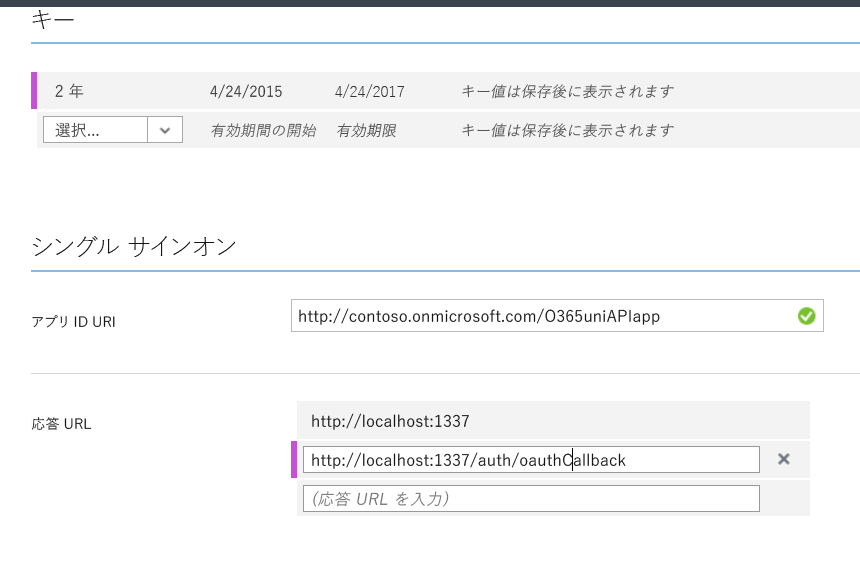 キー
2 年 4/24/2015 4/24/2017 キー値は保存後に表示されます
選択... 有効期間の開始 有効期限 キー値は保存後に表示されます
シングル サインオン
アプリ ID URI http://contoso.onmicrosoft.com/O365uniAPIapp
応答 URL http://localhost:1337
http://localhost:1337/auth/oauthCallback
(応答 URL を入力)